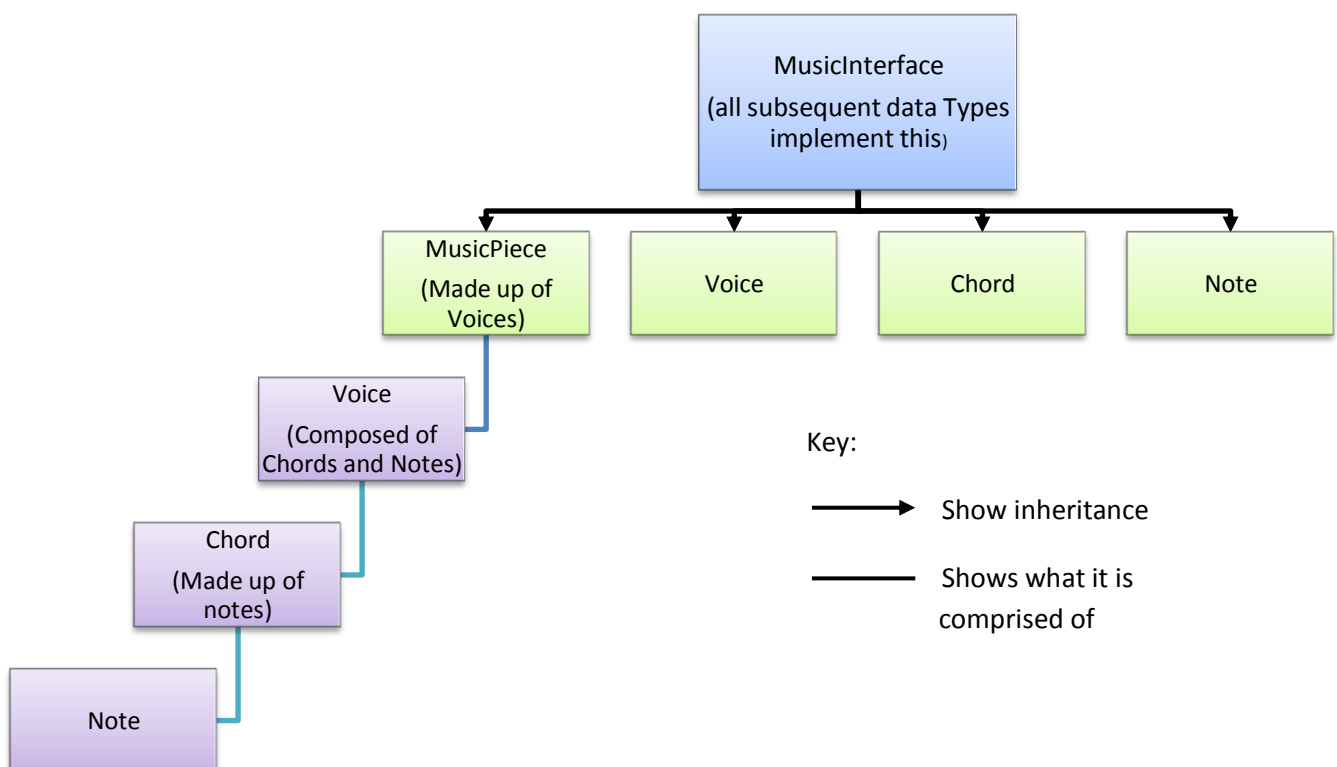 MusicInterface
(all subsequent data Types
implement this)
MusicPiece
(Made up of
Voices)
Voice
Chord
Note
Voice
(Composed of
Chords and Notes)
Chord
(Made up of
notes)
Note
Key:
Show inheritance
Shows what it is
comprised of